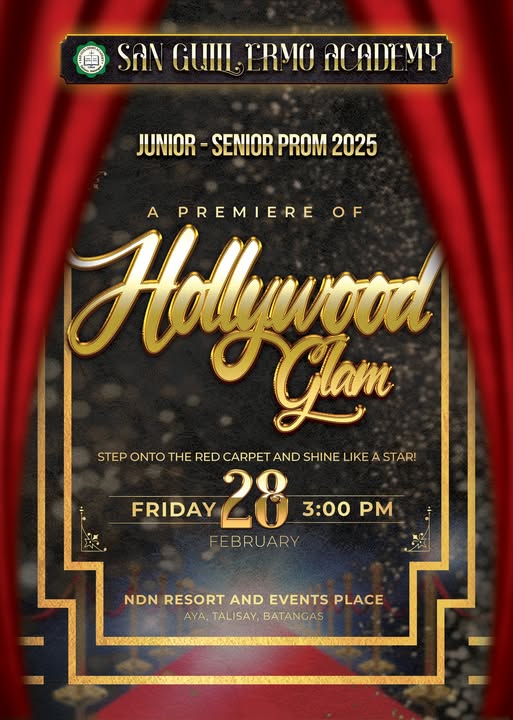 SAN GUILLERMO ACADEMY
JUNIOR - SENIOR PROM 2025
A PREMIERE OF
Hollywood
Glam
STEP ONTO THE RED CARPET AND SHINE LIKE A STAR!
FRIDAY 28 3:00 PM
FEBRUARY
NDN RESORT AND EVENTS PLACE
AYA, TALISAY, BATANGAS